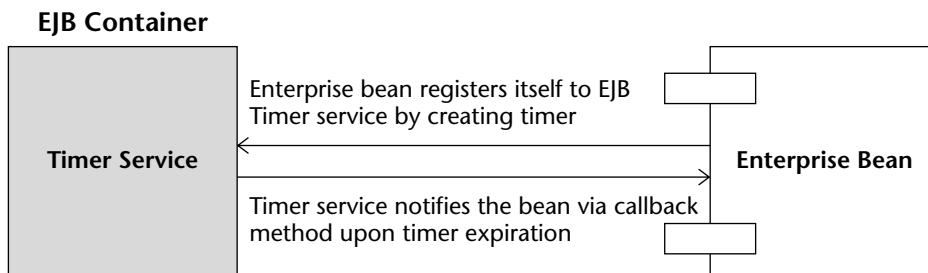 EJB Container
Enterprise bean registers itself to EJB
Timer service by creating timer
Timer Service
Enterprise Bean
Timer service notifies the bean via callback
method upon timer expiration